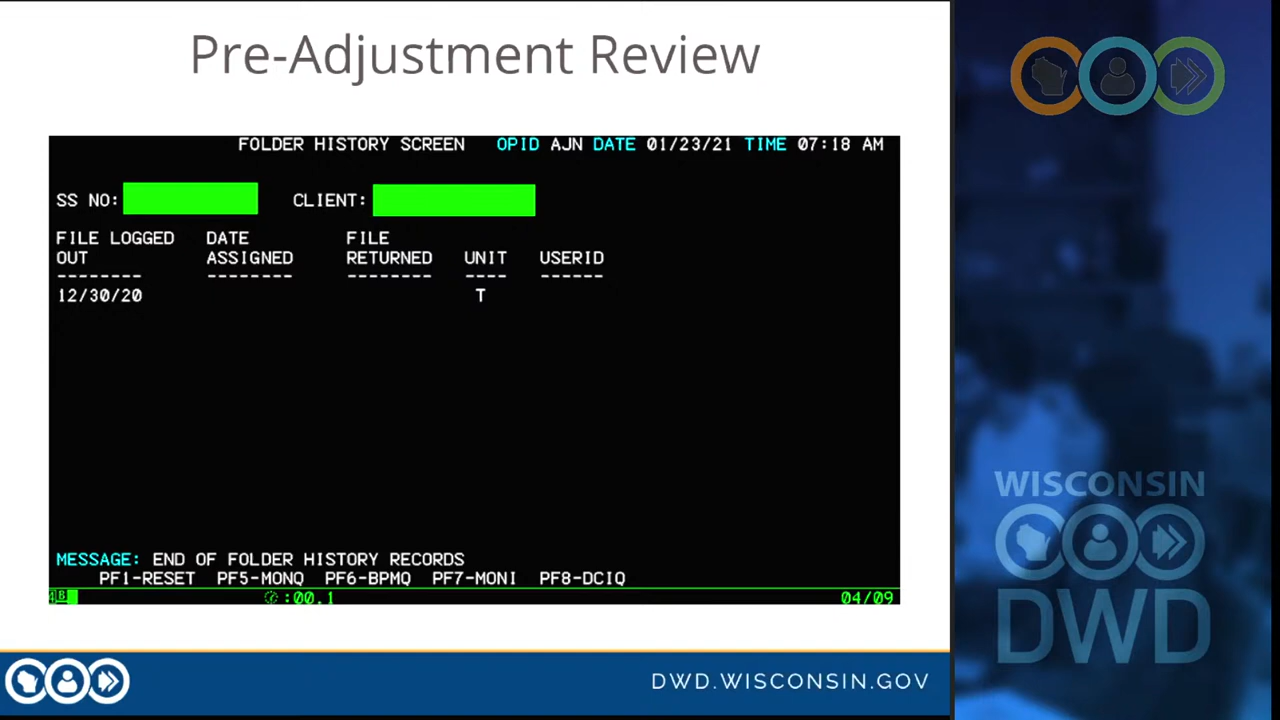 Pre-Adjustment Review
FOLDER HISTORY SCREEN OPID AJN DATE 01/23/21 TIME 07:18 AM
SS NO: CLIENT:
FILE LOGGED DATE FILE
OUT ASSIGNED RETURNED UNIT USERID
-------- -------- -------- ---- ------
12/30/20 T
MESSAGE: END OF FOLDER HISTORY RECORDS
PF1-RESET PF5-MONQ PF6-BPMQ PF7-MONI PF8-DCIQ
4B :00.1 04/09
WISCONSIN
DWD
DWD.WISCONSIN.GOV